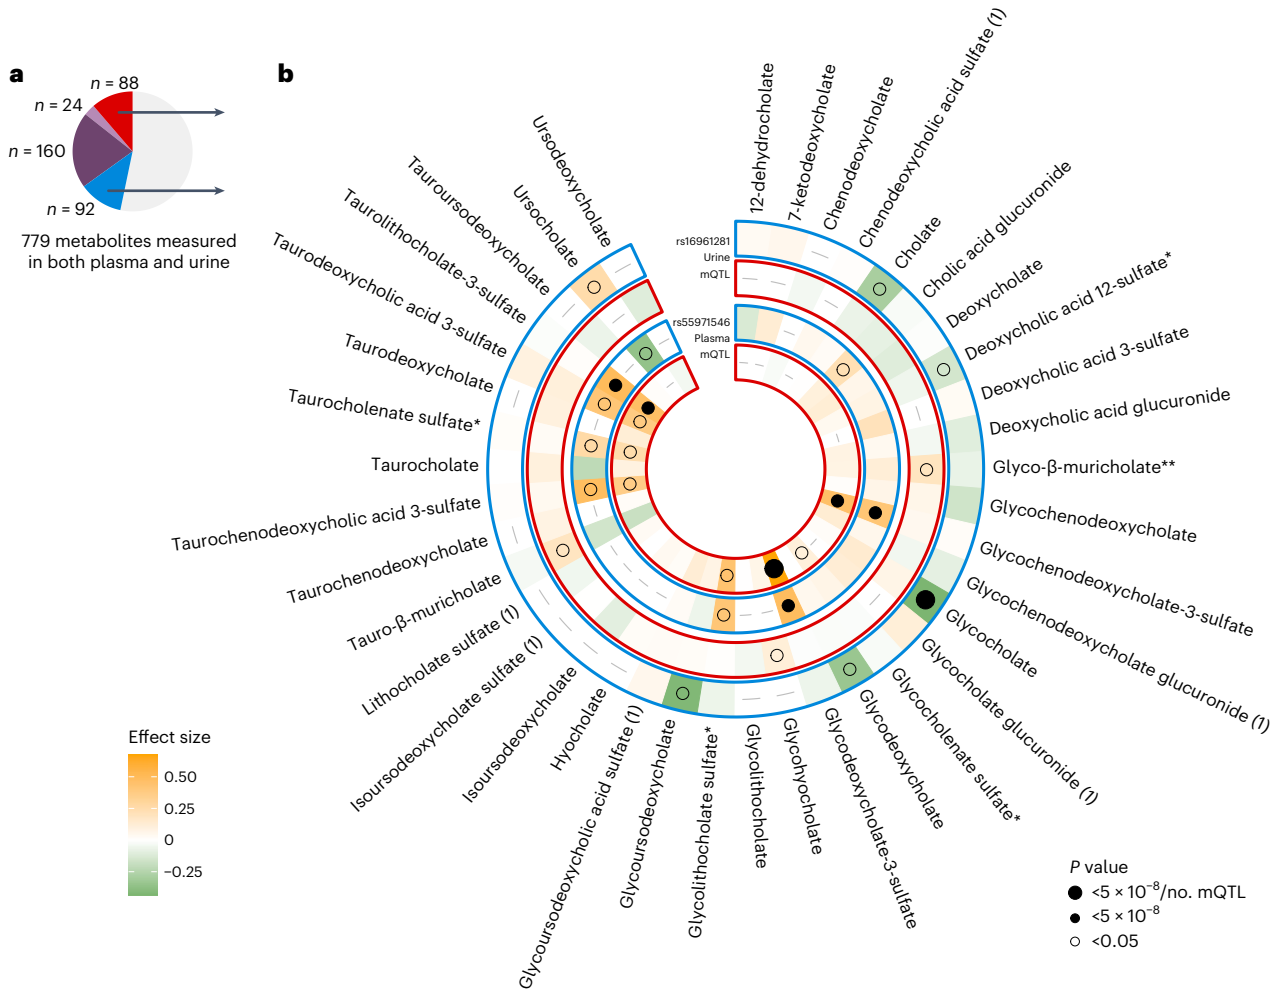 a
n = 88
n = 24
n = 160
n = 92
779 metabolites measured
in both plasma and urine
b
rs16961281
Urine
mQTL
rs55971546
Plasma
mQTL
12-dehydrocholate
7-ketodeoxycholate
Chenodeoxycholate
Chenodeoxycholic acid sulfate (1)
Cholate
Cholic acid glucuronide
Deoxycholate
Deoxycholic acid 12-sulfate*
Deoxycholic acid 3-sulfate
Deoxycholic acid glucuronide
Glyco-β-muricholate**
Glycochenodeoxycholate
Glycochenodeoxycholate-3-sulfate
Glycochenodeoxycholate glucuronide (1)
Glycocholate
Glycocholate glucuronide (1)
Glycocholenate sulfate*
Glycodeoxycholate
Glycodeoxycholate-3-sulfate
Glycohyocholate
Glycolithocholate
Glycolithocholate sulfate*
Glycoursodeoxycholate
Glycoursodeoxycholic acid sulfate (1)
Hyocholate
Isoursodeoxycholate
Isoursodeoxycholate sulfate (1)
Lithocholate sulfate (1)
Tauro-β-muricholate
Taurochenodeoxycholate
Taurochenodeoxycholic acid 3-sulfate
Taurocholate
Taurocholenate sulfate*
Taurodeoxycholate
Taurodeoxycholic acid 3-sulfate
Taurolithocholate-3-sulfate
Tauroursodeoxycholate
Ursocholate
Ursodeoxycholate
Effect size
0.50
0.25
0
−0.25
P value
<5 × 10⁻⁸/no. mQTL
<5 × 10⁻⁸
<0.05